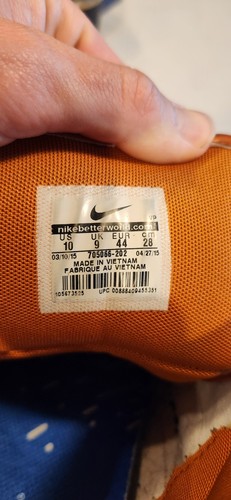 nikebetterworld.com
US UK EUR cm
10 9 44 28
03/10/15 705066-202 04/27/15
MADE IN VIETNAM
FABRIQUE AU VIETNAM
UPC